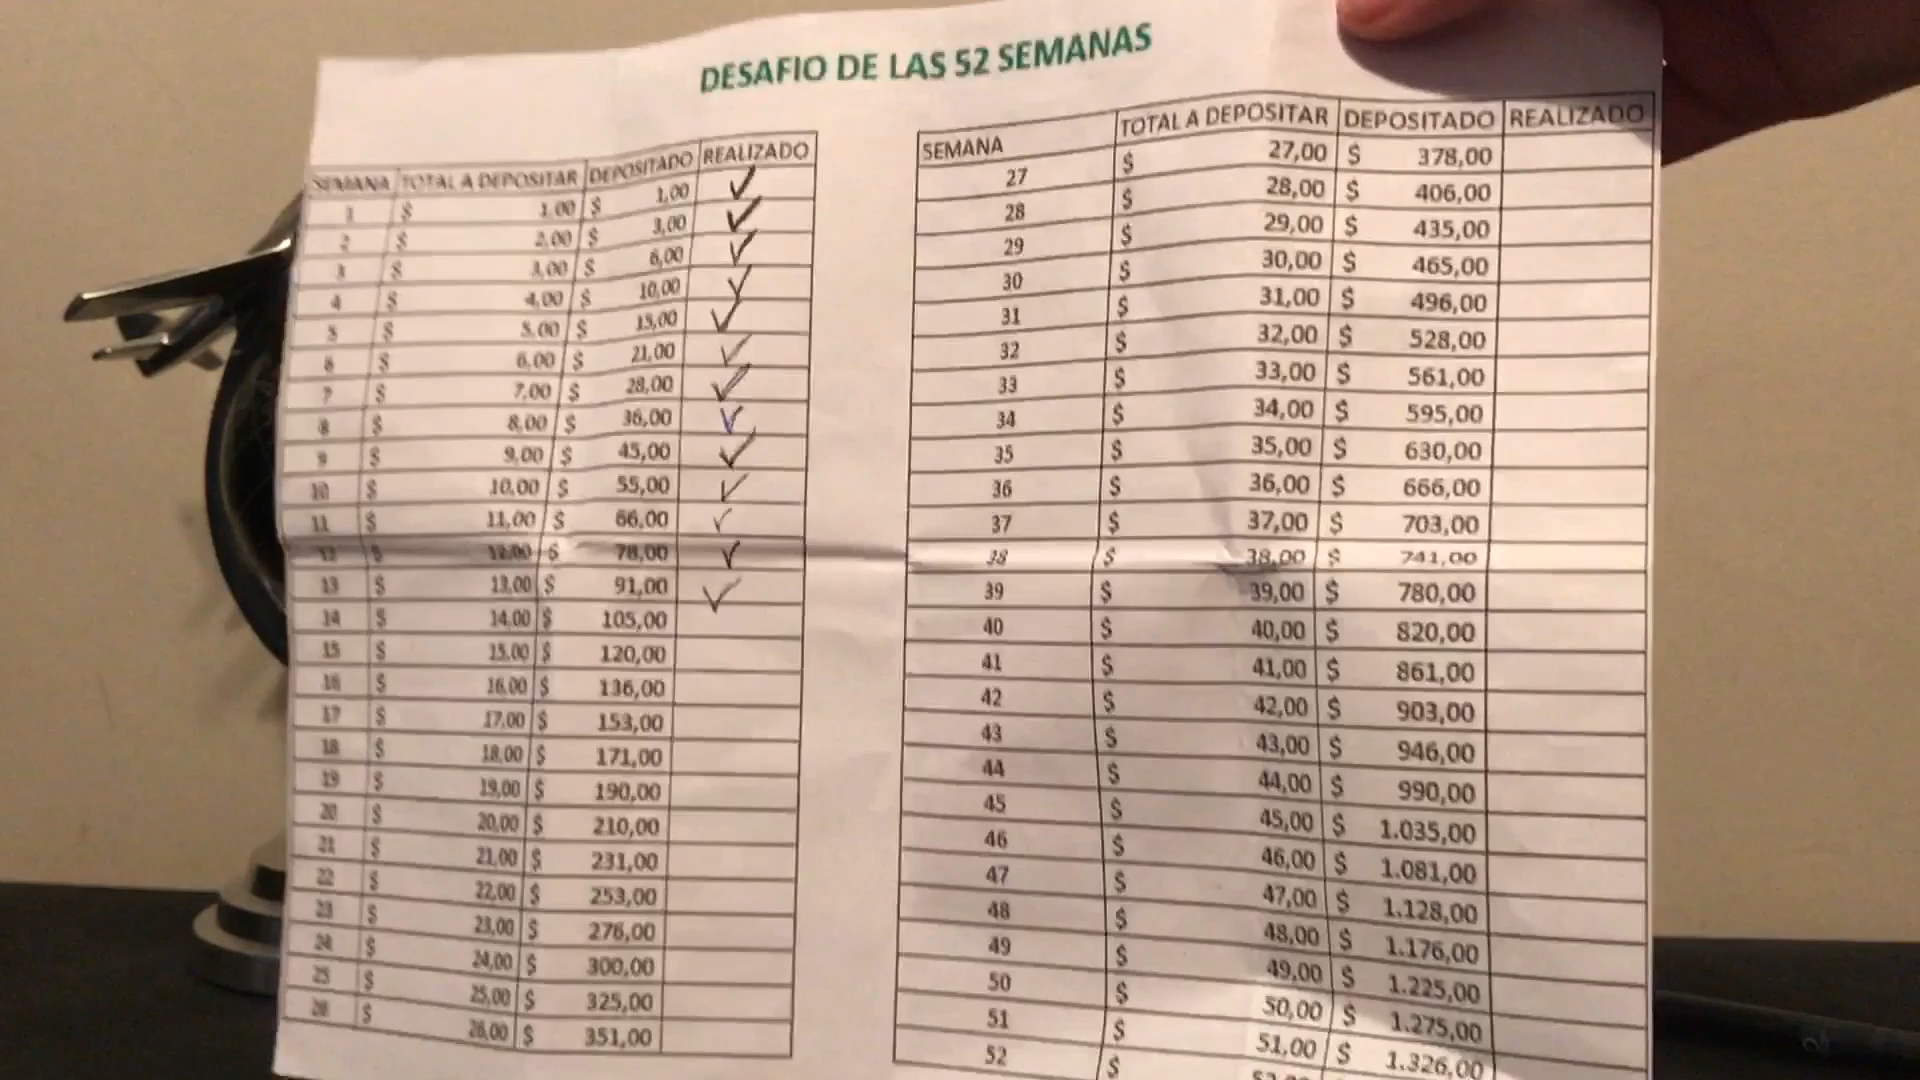 DESAFIO DE LAS 52 SEMANAS
SEMANA TOTAL A DEPOSITAR DEPOSITADO REALIZADO
1 $ 1,00 $ 1,00 ✓
2 $ 2,00 $ 3,00 ✓
3 $ 3,00 $ 6,00 ✓
4 $ 4,00 $ 10,00 ✓
5 $ 5,00 $ 15,00 ✓
6 $ 6,00 $ 21,00 ✓
7 $ 7,00 $ 28,00 ✓
8 $ 8,00 $ 36,00 ✓
9 $ 9,00 $ 45,00 ✓
10 $ 10,00 $ 55,00 ✓
11 $ 11,00 $ 66,00 ✓
12 $ 12,00 $ 78,00 ✓
13 $ 13,00 $ 91,00 ✓
14 $ 14,00 $ 105,00
15 $ 15,00 $ 120,00
16 $ 16,00 $ 136,00
17 $ 17,00 $ 153,00
18 $ 18,00 $ 171,00
19 $ 19,00 $ 190,00
20 $ 20,00 $ 210,00
21 $ 21,00 $ 231,00
22 $ 22,00 $ 253,00
23 $ 23,00 $ 276,00
24 $ 24,00 $ 300,00
25 $ 25,00 $ 325,00
26 $ 26,00 $ 351,00
SEMANA TOTAL A DEPOSITAR DEPOSITADO REALIZADO
27 $ 27,00 $ 378,00
28 $ 28,00 $ 406,00
29 $ 29,00 $ 435,00
30 $ 30,00 $ 465,00
31 $ 31,00 $ 496,00
32 $ 32,00 $ 528,00
33 $ 33,00 $ 561,00
34 $ 34,00 $ 595,00
35 $ 35,00 $ 630,00
36 $ 36,00 $ 666,00
37 $ 37,00 $ 703,00
38 $ 38,00 $ 741,00
39 $ 39,00 $ 780,00
40 $ 40,00 $ 820,00
41 $ 41,00 $ 861,00
42 $ 42,00 $ 903,00
43 $ 43,00 $ 946,00
44 $ 44,00 $ 990,00
45 $ 45,00 $ 1.035,00
46 $ 46,00 $ 1.081,00
47 $ 47,00 $ 1.128,00
48 $ 48,00 $ 1.176,00
49 $ 49,00 $ 1.225,00
50 $ 50,00 $ 1.275,00
51 $ 51,00 $ 1.326,00
52 $